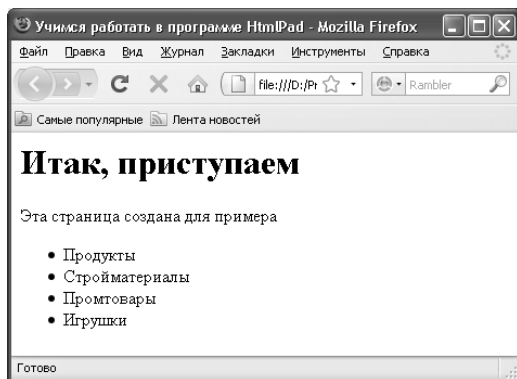 Учимся работать в программе HtmlPad - Mozilla Firefox
Файл Правка Вид Журнал Закладки Инструменты Справка
file:///D:/Pr Rambler
Самые популярные Лента новостей
Итак, приступаем
Эта страница создана для примера
Продукты
Стройматериалы
Промтовары
Игрушки
Готово